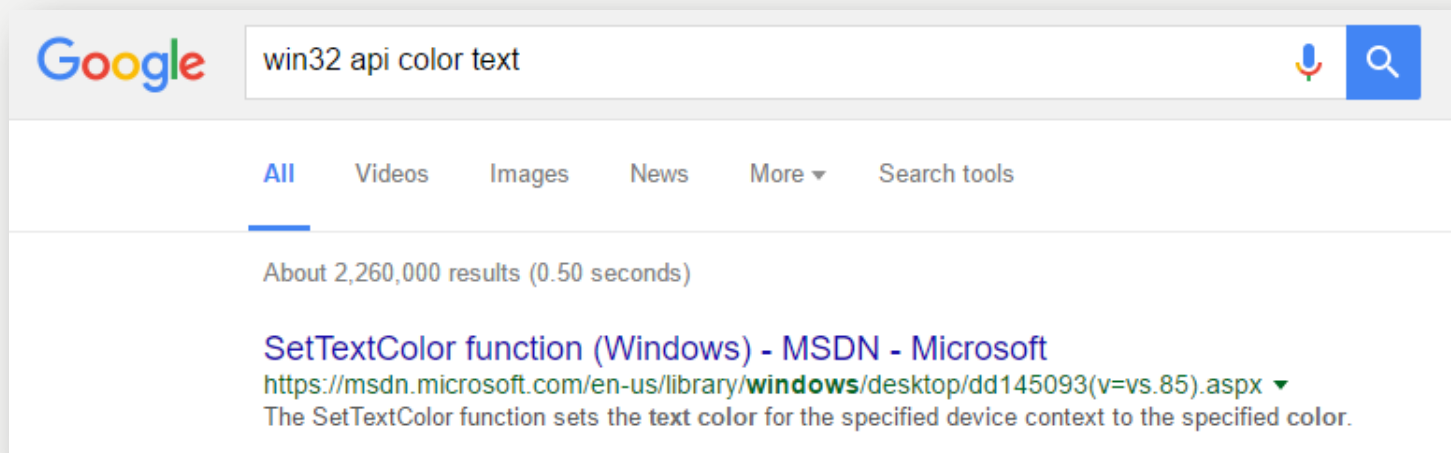 Google win32 api color text
All Videos Images News More Search tools
About 2,260,000 results (0.50 seconds)
SetTextColor function (Windows) - MSDN - Microsoft
https://msdn.microsoft.com/en-us/library/windows/desktop/dd145093(v=vs.85).aspx
The SetTextColor function sets the text color for the specified device context to the specified color.